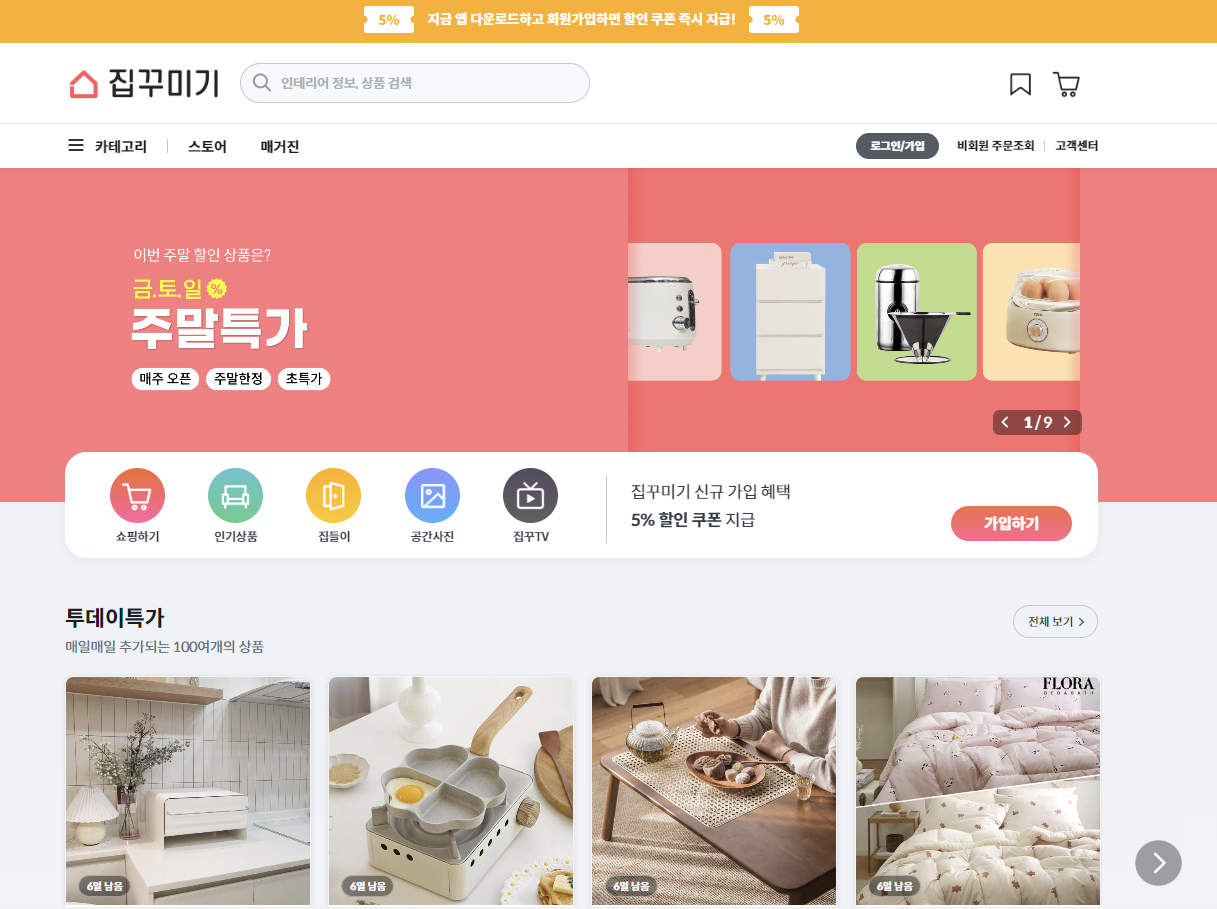 5% 지금 앱 다운로드하고 회원가입하면 할인 쿠폰 즉시 지급! 5%
집꾸미기
인테리어 정보, 상품 검색
카테고리 스토어 매거진
로그인/가입 비회원 주문조회 고객센터
이번 주말 할인 상품은?
금.토.일 %
주말특가
매주 오픈 주말한정 초특가
1/9
쇼핑하기 인기상품 집들이 공간사진 집꾸TV
집꾸미기 신규 가입 혜택
5% 할인 쿠폰 지급
가입하기
투데이특가
매일매일 추가되는 100여개의 상품
전체 보기
FLORA
BED&BATH
6일 남음 6일 남음 6일 남음 6일 남음